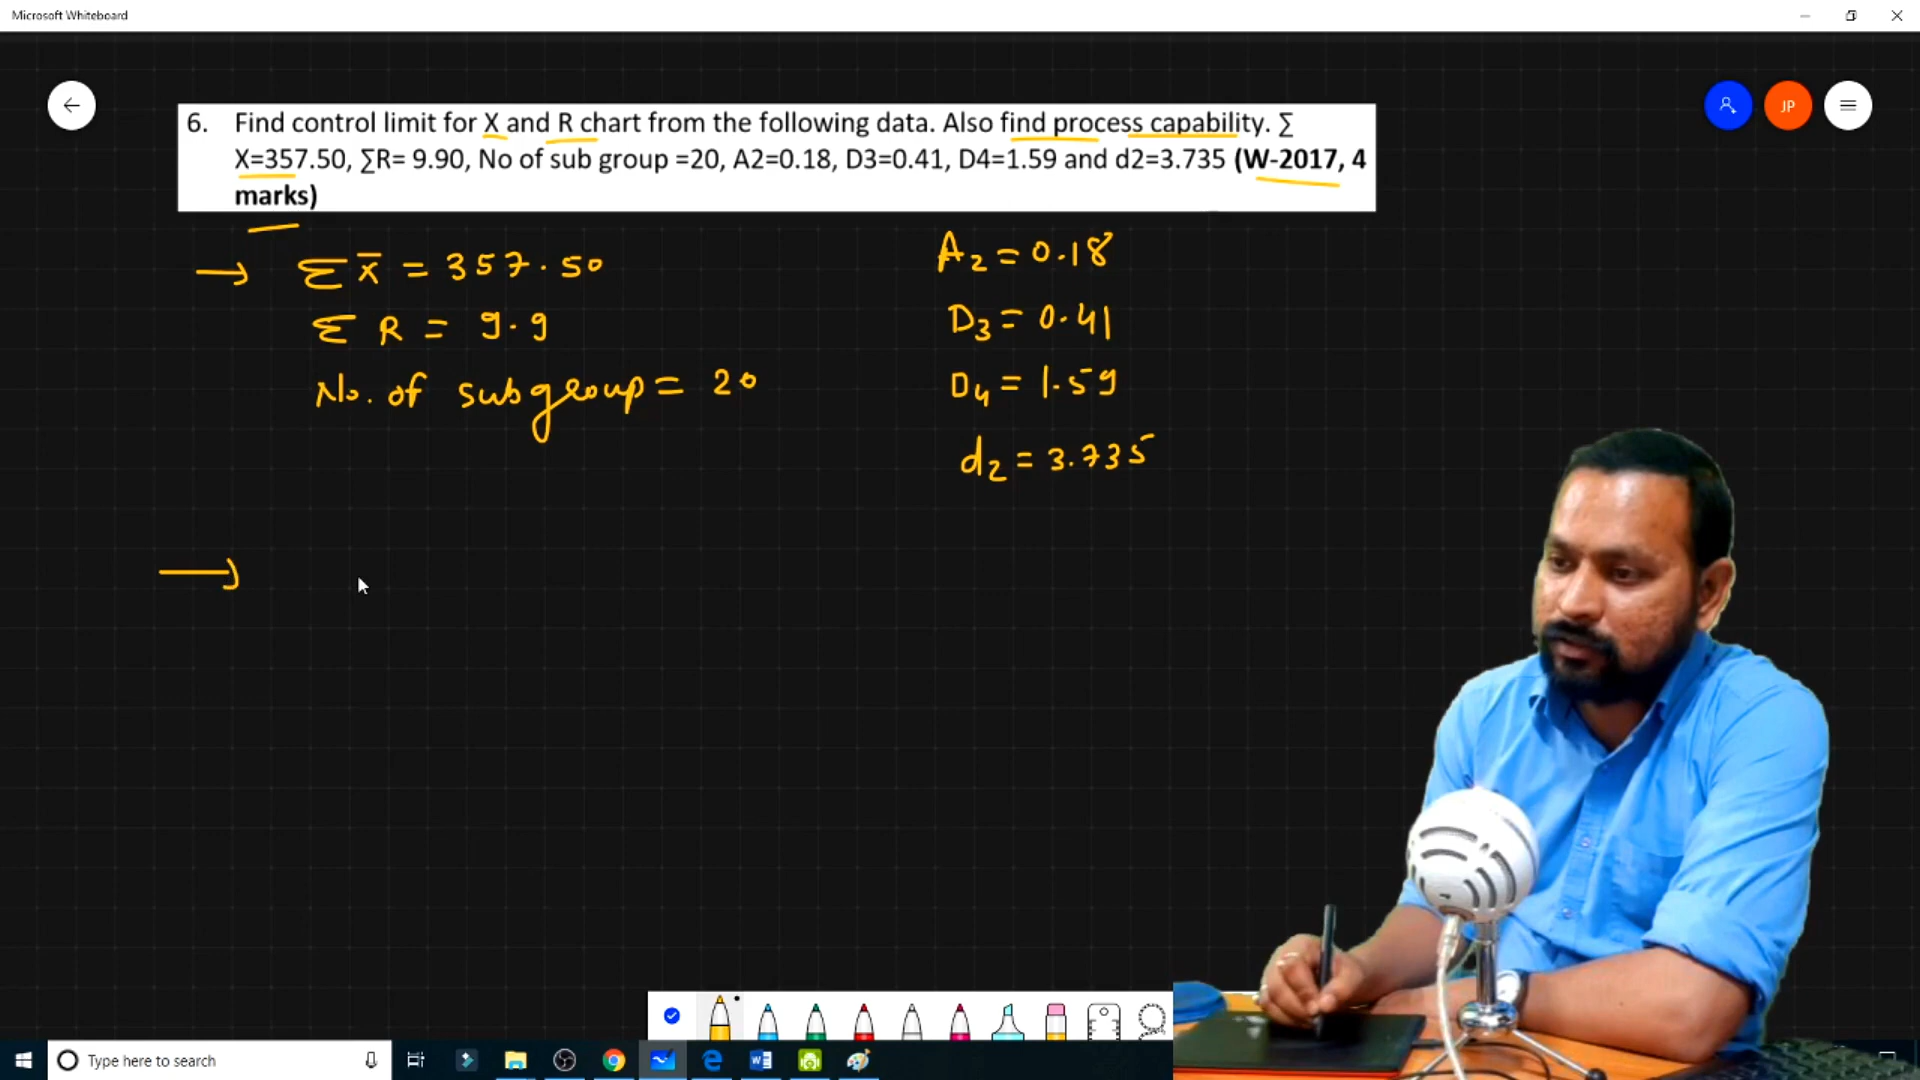 Microsoft Whiteboard
JP
6. Find control limit for X and R chart from the following data. Also find process capability. ∑
X=357.50, ∑R= 9.90, No of sub group =20, A2=0.18, D3=0.41, D4=1.59 and d2=3.735 (W-2017, 4
marks)
→ Σ x̄ = 357.50
Σ R = 9.9
No. of subgroup = 20
A₂ = 0.18
D₃ = 0.41
D₄ = 1.59
d₂ = 3.735
→
Type here to search